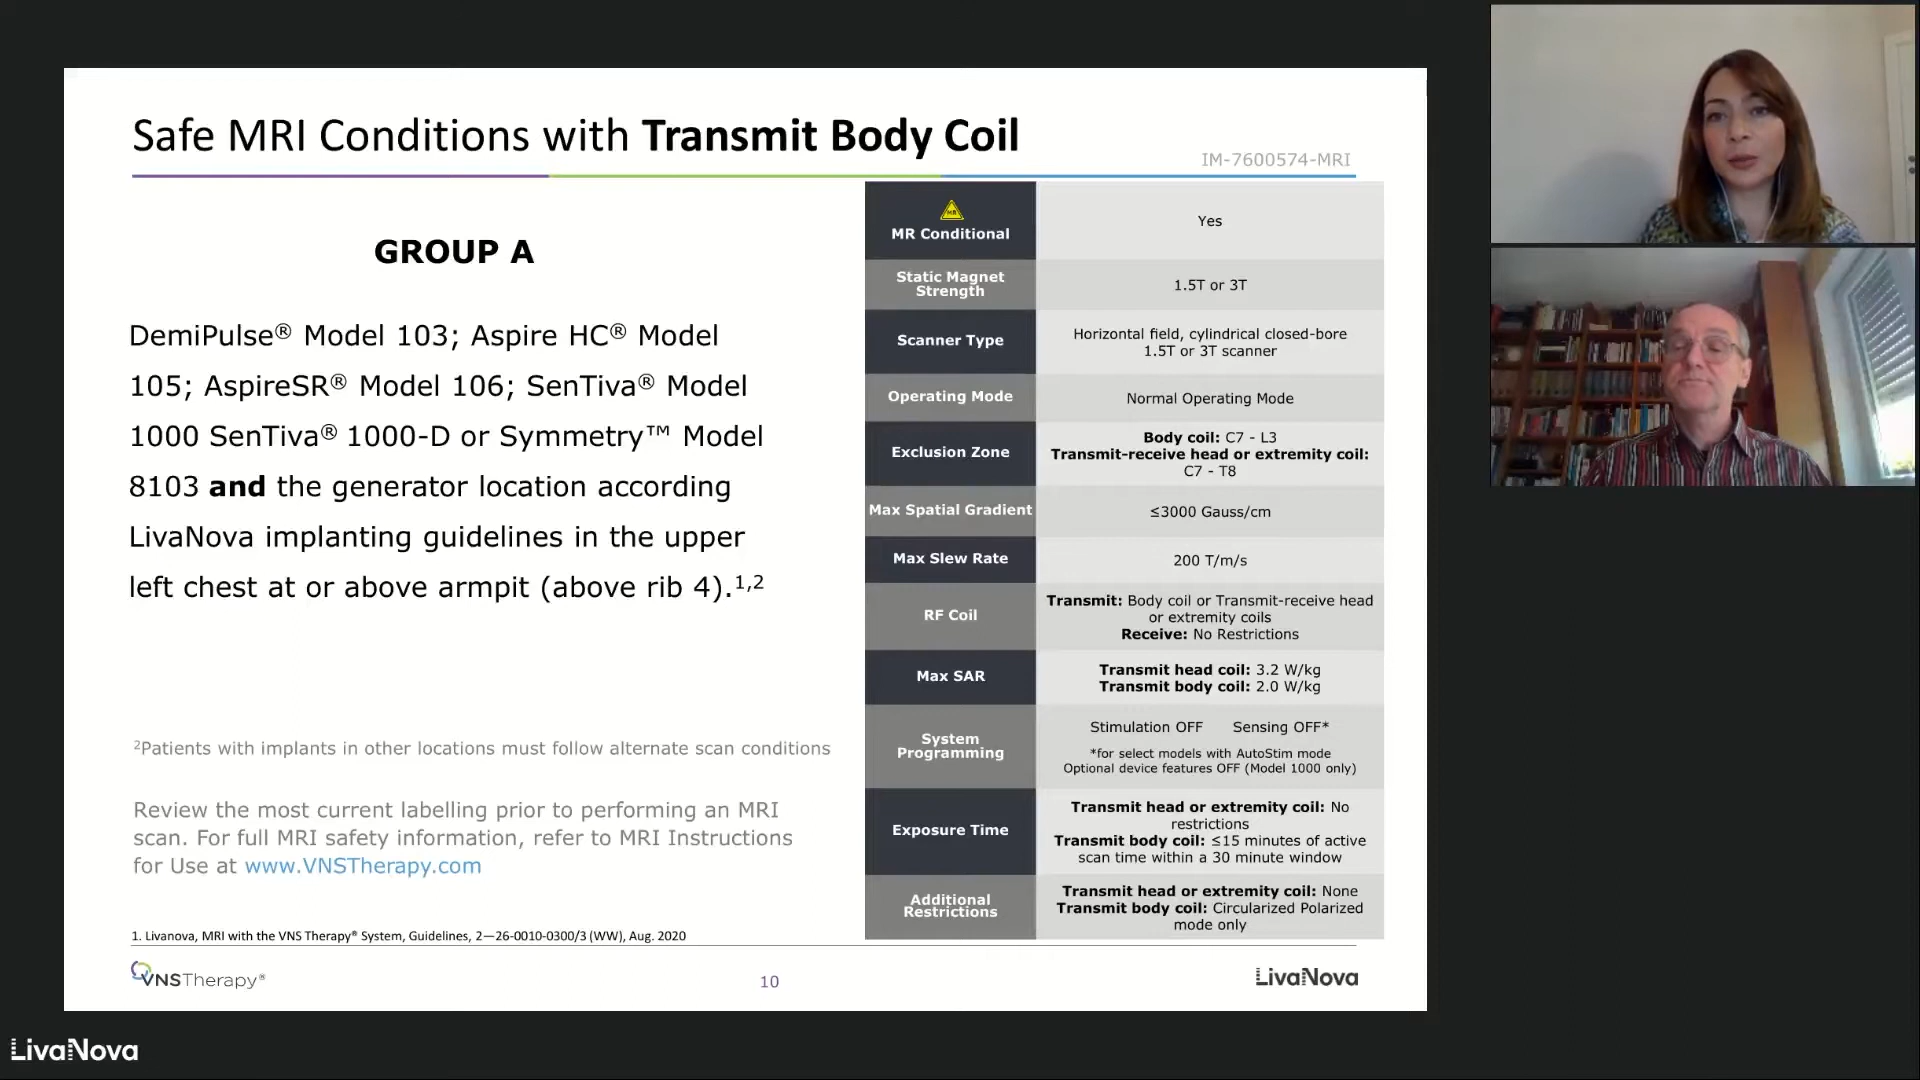 Safe MRI Conditions with Transmit Body Coil
IM-7600574-MRI
GROUP A
DemiPulse® Model 103; Aspire HC® Model
105; AspireSR® Model 106; SenTiva® Model
1000 SenTiva® 1000-D or Symmetry™ Model
8103 and the generator location according
LivaNova implanting guidelines in the upper
left chest at or above armpit (above rib 4).1,2
2Patients with implants in other locations must follow alternate scan conditions
Review the most current labelling prior to performing an MRI
scan. For full MRI safety information, refer to MRI Instructions
for Use at www.VNSTherapy.com
1. Livanova, MRI with the VNS Therapy® System, Guidelines, 2—26-0010-0300/3 (WW), Aug. 2020
MR
MR Conditional
Yes
Static Magnet
Strength
1.5T or 3T
Scanner Type
Horizontal field, cylindrical closed-bore
1.5T or 3T scanner
Operating Mode
Normal Operating Mode
Exclusion Zone
Body coil: C7 - L3
Transmit-receive head or extremity coil:
C7 - T8
Max Spatial Gradient
≤3000 Gauss/cm
Max Slew Rate
200 T/m/s
RF Coil
Transmit: Body coil or Transmit-receive head
or extremity coils
Receive: No Restrictions
Max SAR
Transmit head coil: 3.2 W/kg
Transmit body coil: 2.0 W/kg
System
Programming
Stimulation OFF Sensing OFF*
*for select models with AutoStim mode
Optional device features OFF (Model 1000 only)
Exposure Time
Transmit head or extremity coil: No
restrictions
Transmit body coil: ≤15 minutes of active
scan time within a 30 minute window
Additional
Restrictions
Transmit head or extremity coil: None
Transmit body coil: Circularized Polarized
mode only
VNSTherapy®
10
LivaNova
LivaNova